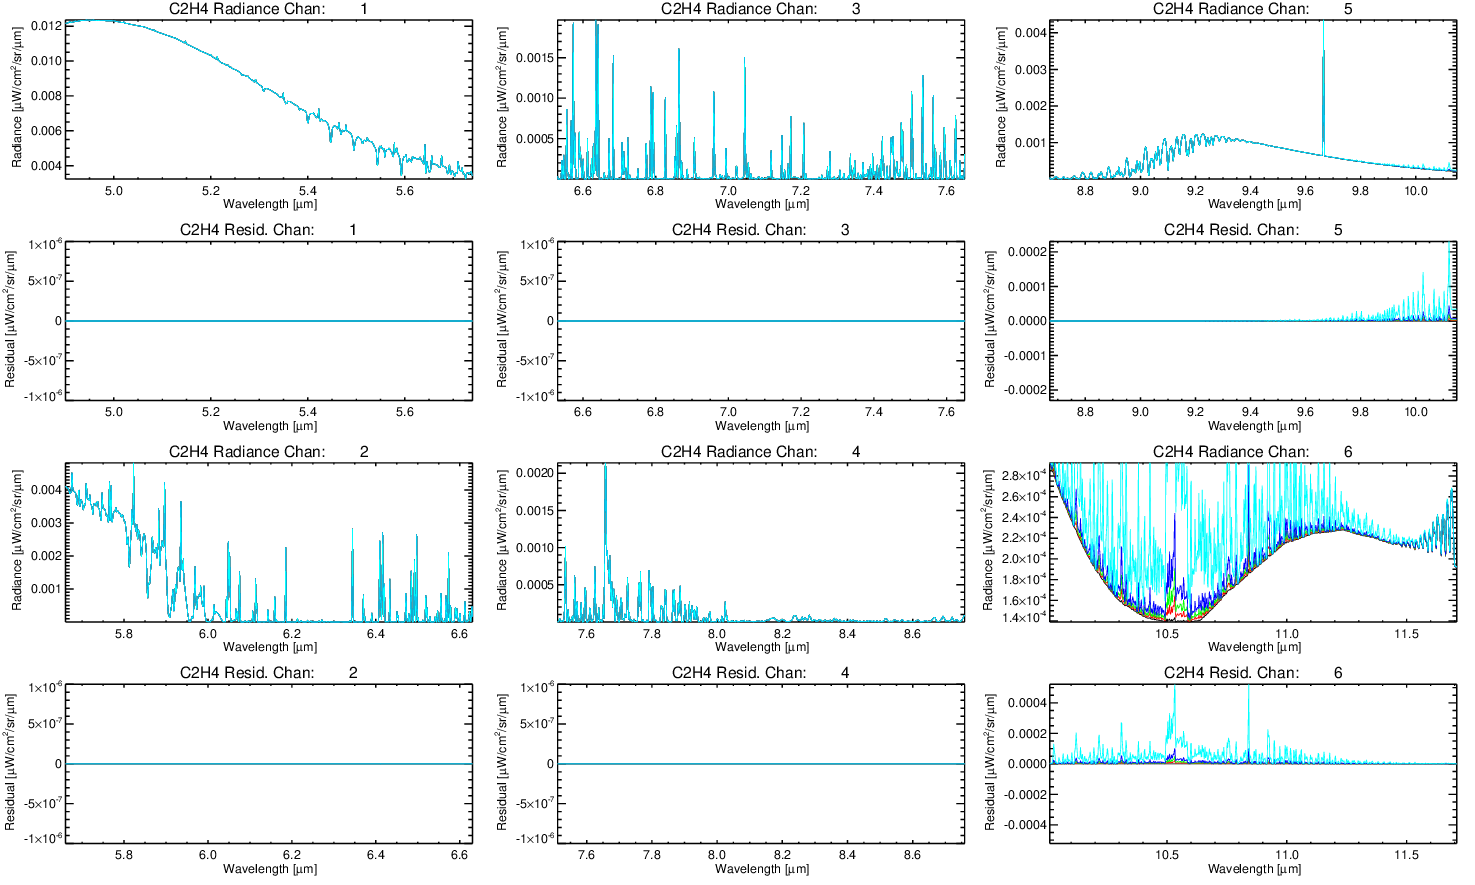 C2H4 Radiance Chan: 1
Radiance [μW/cm²/sr/μm]
0.012
0.010
0.008
0.006
0.004
5.0 5.2 5.4 5.6
Wavelength [μm]
C2H4 Radiance Chan: 3
Radiance [μW/cm²/sr/μm]
0.0015
0.0010
0.0005
6.6 6.8 7.0 7.2 7.4 7.6
Wavelength [μm]
C2H4 Radiance Chan: 5
Radiance [μW/cm²/sr/μm]
0.004
0.003
0.002
0.001
8.8 9.0 9.2 9.4 9.6 9.8 10.0
Wavelength [μm]
C2H4 Resid. Chan: 1
Residual [μW/cm²/sr/μm]
1×10⁻⁶
5×10⁻⁷
0
-5×10⁻⁷
-1×10⁻⁶
5.0 5.2 5.4 5.6
Wavelength [μm]
C2H4 Resid. Chan: 3
Residual [μW/cm²/sr/μm]
1×10⁻⁶
5×10⁻⁷
0
-5×10⁻⁷
-1×10⁻⁶
6.6 6.8 7.0 7.2 7.4 7.6
Wavelength [μm]
C2H4 Resid. Chan: 5
Residual [μW/cm²/sr/μm]
0.0002
0.0001
0.0000
-0.0001
-0.0002
8.8 9.0 9.2 9.4 9.6 9.8 10.0
Wavelength [μm]
C2H4 Radiance Chan: 2
Radiance [μW/cm²/sr/μm]
0.004
0.003
0.002
0.001
5.8 6.0 6.2 6.4 6.6
Wavelength [μm]
C2H4 Radiance Chan: 4
Radiance [μW/cm²/sr/μm]
0.0020
0.0015
0.0010
0.0005
7.6 7.8 8.0 8.2 8.4 8.6
Wavelength [μm]
C2H4 Radiance Chan: 6
Radiance [μW/cm²/sr/μm]
2.8×10⁻⁴
2.6×10⁻⁴
2.4×10⁻⁴
2.2×10⁻⁴
2.0×10⁻⁴
1.8×10⁻⁴
1.6×10⁻⁴
1.4×10⁻⁴
10.5 11.0 11.5
Wavelength [μm]
C2H4 Resid. Chan: 2
Residual [μW/cm²/sr/μm]
1×10⁻⁶
5×10⁻⁷
0
-5×10⁻⁷
-1×10⁻⁶
5.8 6.0 6.2 6.4 6.6
Wavelength [μm]
C2H4 Resid. Chan: 4
Residual [μW/cm²/sr/μm]
1×10⁻⁶
5×10⁻⁷
0
-5×10⁻⁷
-1×10⁻⁶
7.6 7.8 8.0 8.2 8.4 8.6
Wavelength [μm]
C2H4 Resid. Chan: 6
Residual [μW/cm²/sr/μm]
0.0004
0.0002
0.0000
-0.0002
-0.0004
10.5 11.0 11.5
Wavelength [μm]